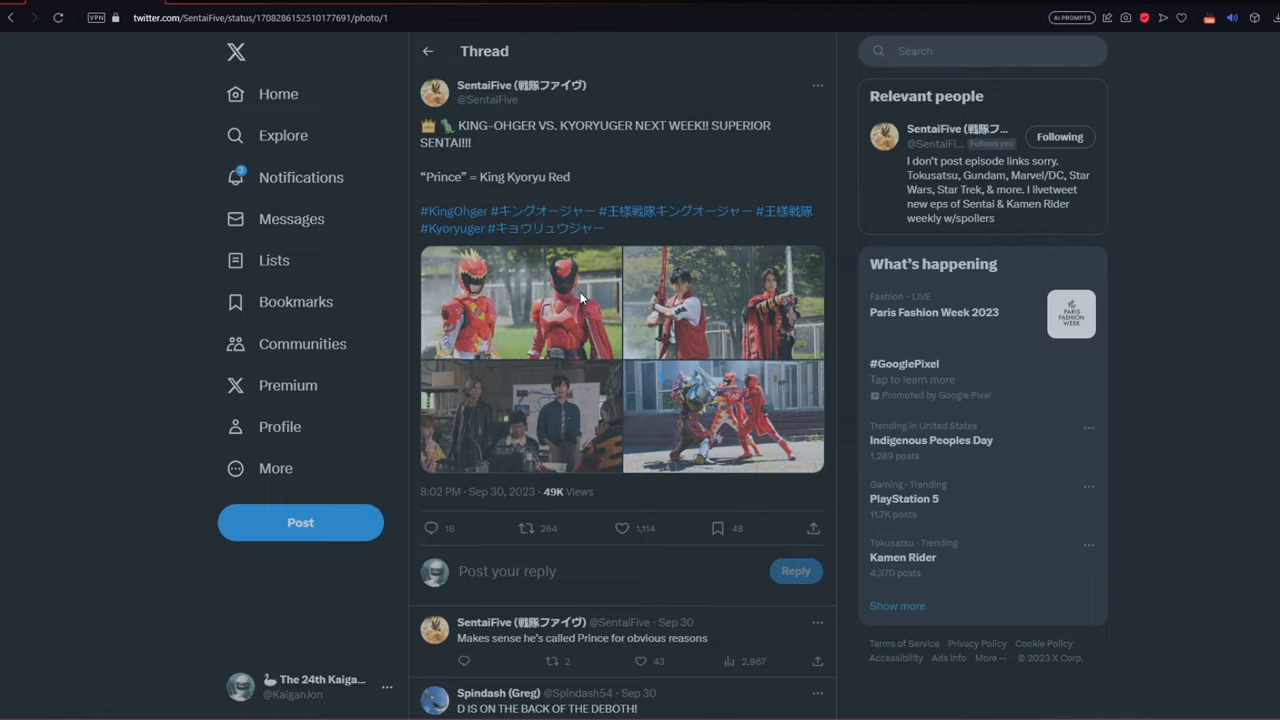 VPN
twitter.com/SentaiFive/status/1708286152510177691/photo/1
AI PROMPTS
Home
Explore
3
Notifications
Messages
Lists
Bookmarks
Communities
Premium
Profile
More
Post
The 24th Kaiga...
@KaiganJon
Thread
SentaiFive (戦隊ファイヴ)
@SentaiFive
KING-OHGER VS. KYORYUGER NEXT WEEK!! SUPERIOR
SENTAI!!!
“Prince” = King Kyoryu Red
#KingOhger #キングオージャー #王様戦隊キングオージャー #王様戦隊
#Kyoryuger #キョウリュウジャー
8:02 PM · Sep 30, 2023 · 49K Views
18 264 1,114 48
Post your reply
Reply
SentaiFive (戦隊ファイヴ) @SentaiFive · Sep 30
Makes sense he's called Prince for obvious reasons
2 43 2,967
Spindash (Greg) @Spindash54 · Sep 30
D IS ON THE BACK OF THE DEBOTH!
Search
Relevant people
SentaiFive (戦隊フ...
@SentaiFi... Follows you
Following
I don't post episode links sorry.
Tokusatsu, Gundam, Marvel/DC, Star
Wars, Star Trek, & more. I livetweet
new eps of Sentai & Kamen Rider
weekly w/spoilers
What's happening
Fashion · LIVE
Paris Fashion Week 2023
PARIS
FASHION
WEEK
#GooglePixel
Tap to learn more
Promoted by Google Pixel
Trending in United States
Indigenous Peoples Day
1,289 posts
Gaming · Trending
PlayStation 5
11.7K posts
Tokusatsu · Trending
Kamen Rider
4,370 posts
Show more
Terms of Service Privacy Policy Cookie Policy
Accessibility Ads info More ··· © 2023 X Corp.